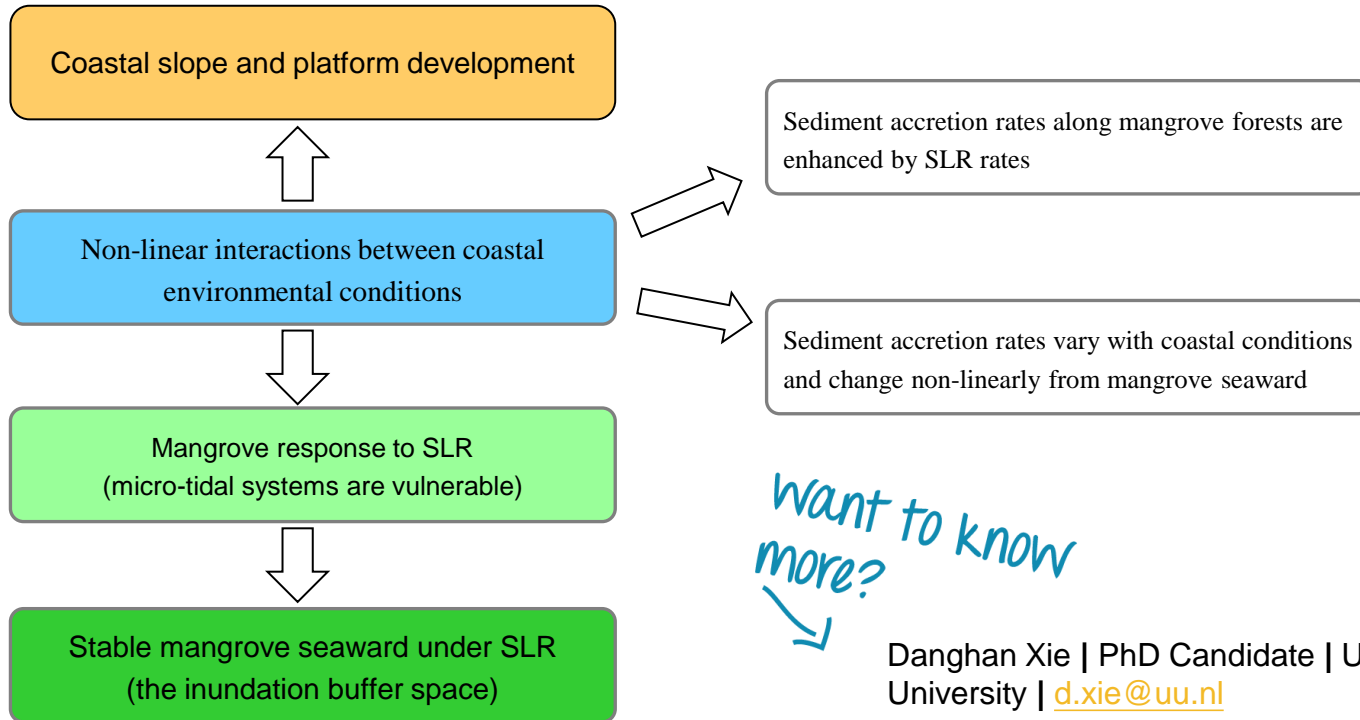 Coastal slope and platform development
Non-linear interactions between coastal
environmental conditions
Mangrove response to SLR
(micro-tidal systems are vulnerable)
Stable mangrove seaward under SLR
(the inundation buffer space)
Sediment accretion rates along mangrove forests are
enhanced by SLR rates
Sediment accretion rates vary with coastal conditions
and change non-linearly from mangrove seaward
want to know
more?
Danghan Xie | PhD Candidate |
University | d.xie@uu.nl